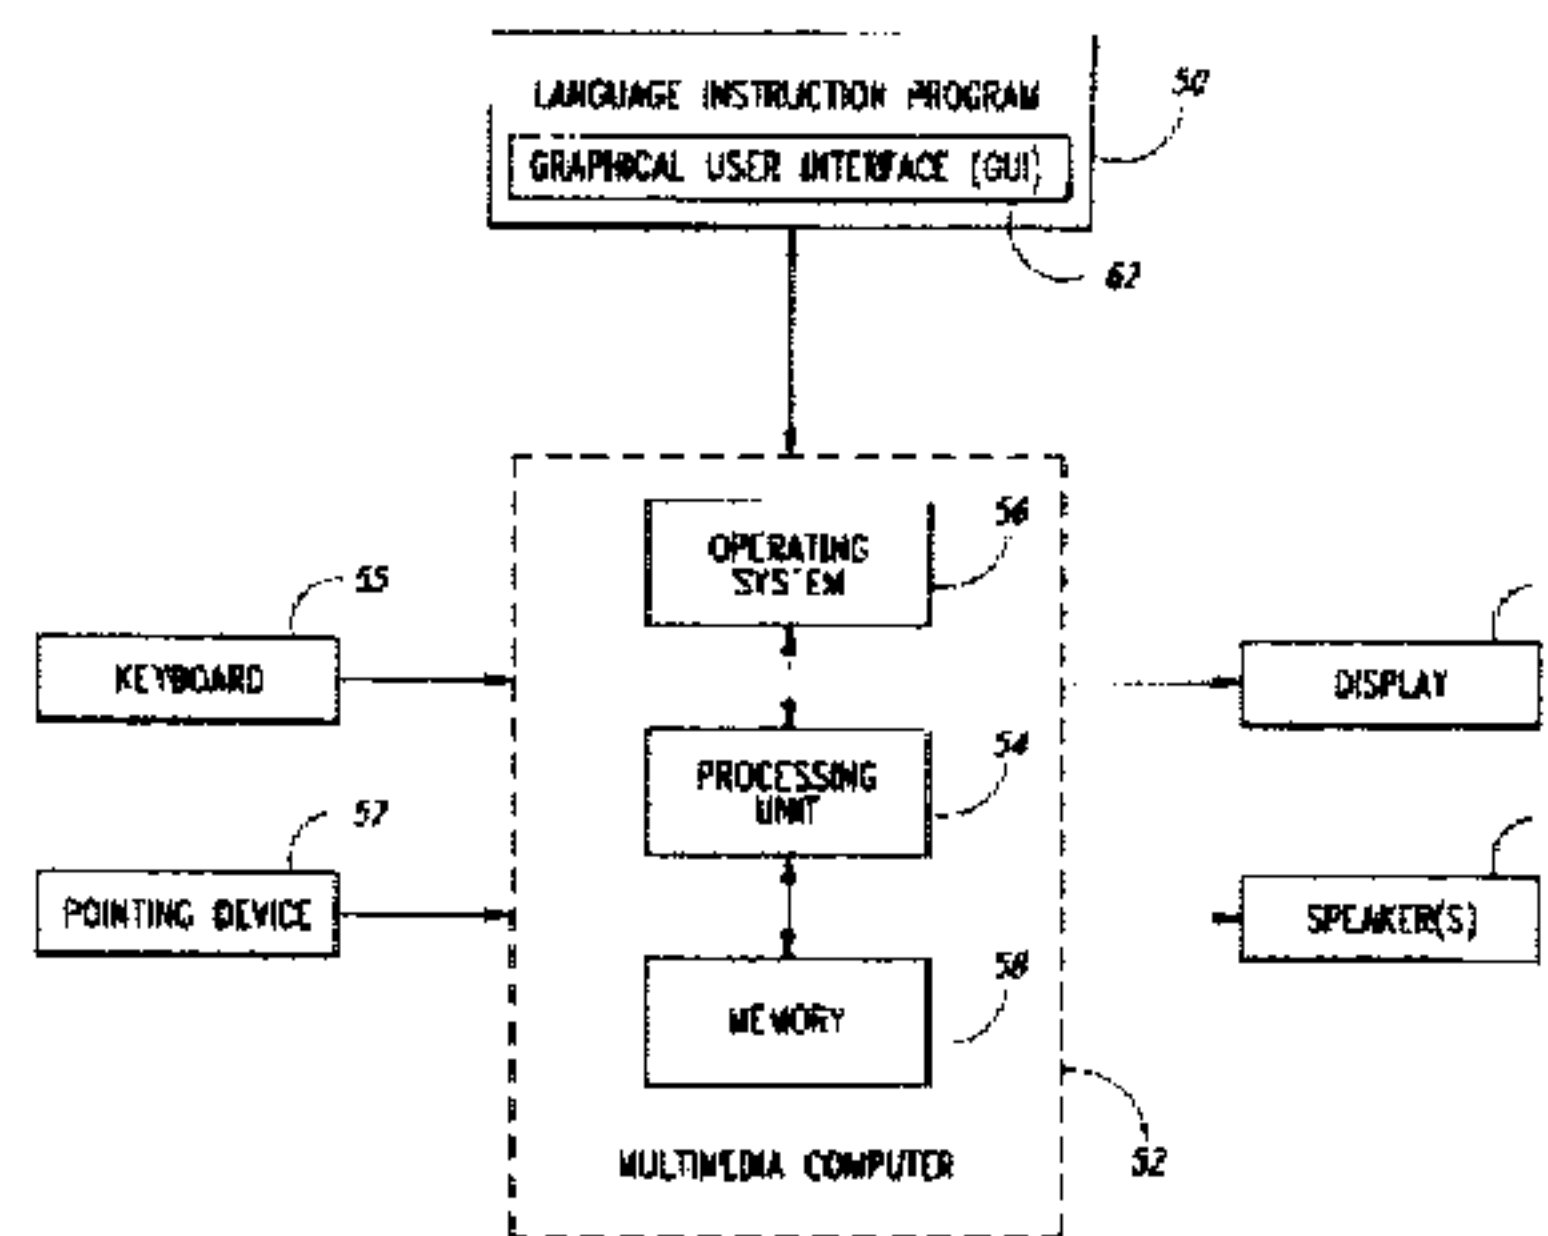 LANGUAGE INSTRUCTION PROGRAM
50
GRAPHICAL USER INTERFACE (GUI)
62
OPERATING
SYSTEM
56
55
KEYBOARD
DISPLAY
PROCESSING
UNIT
54
57
POINTING DEVICE
SPEAKER(S)
MEMORY
58
MULTIMEDIA COMPUTER
52